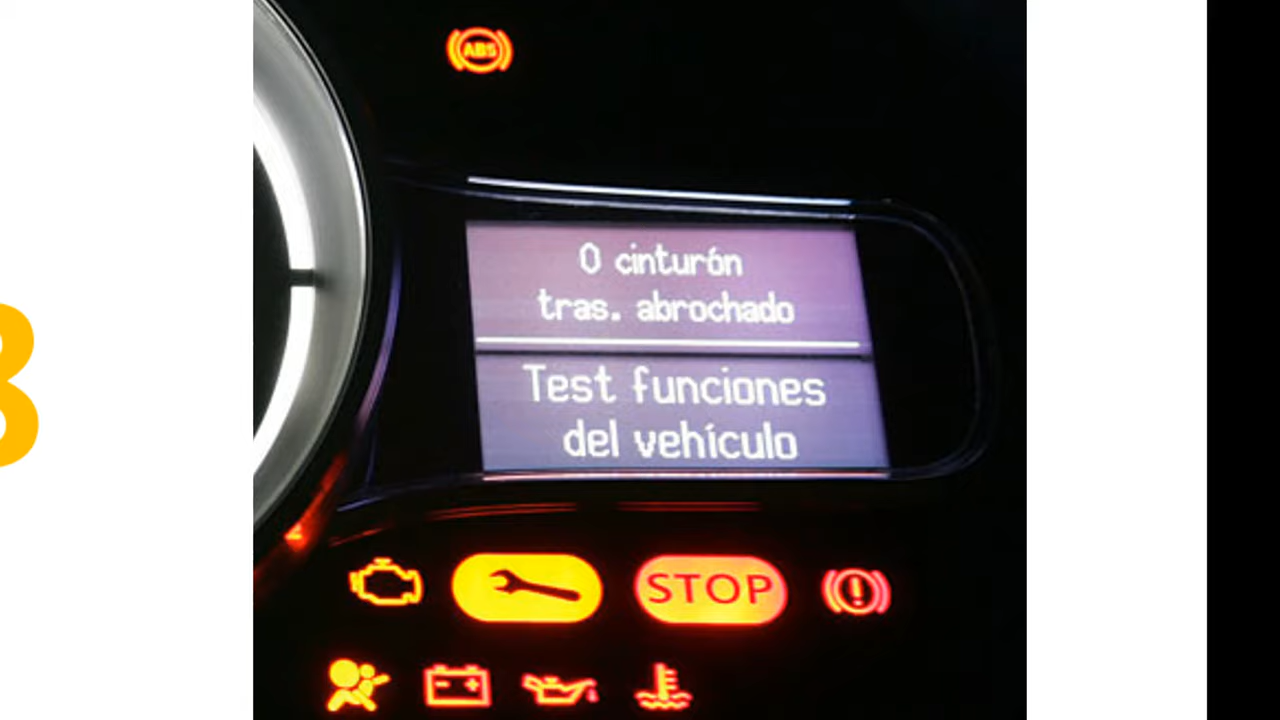 ABS
0 cinturón
tras. abrochado
Test funciones
del vehículo
STOP